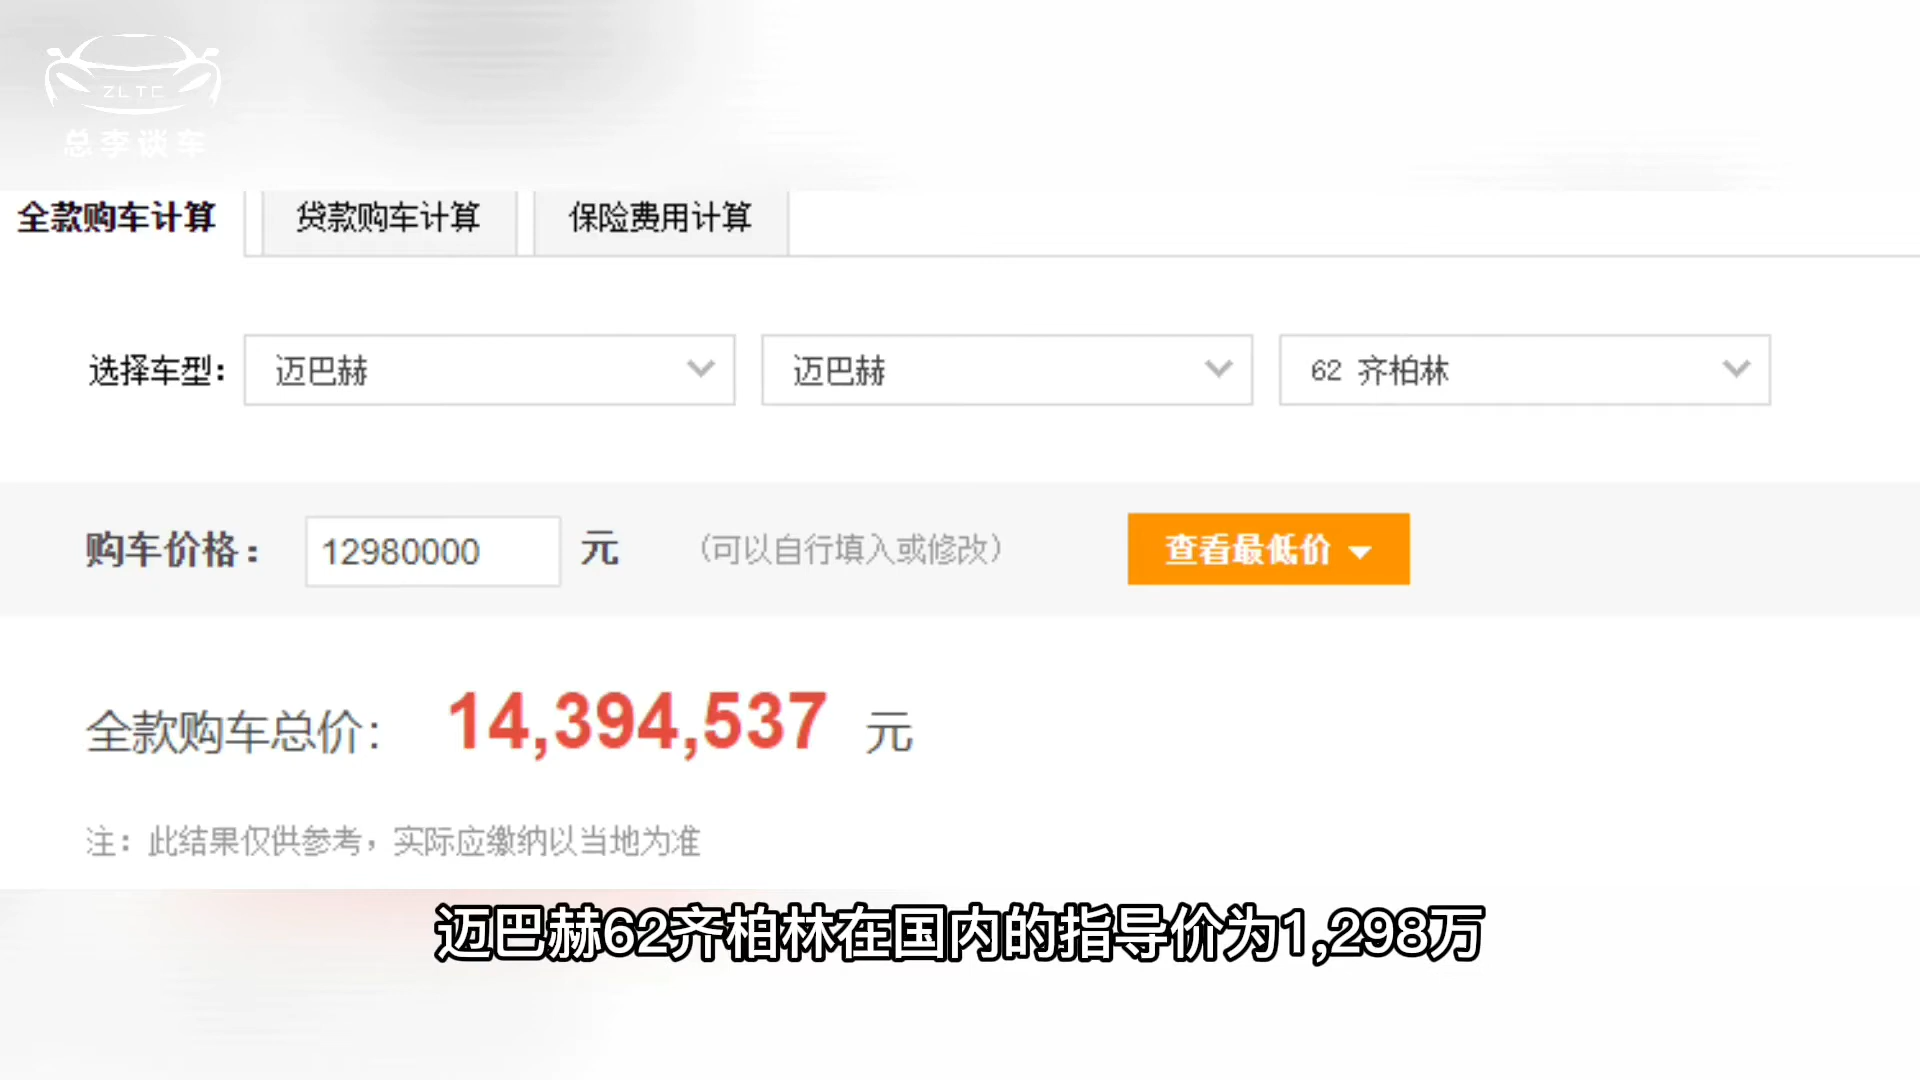 ZLTC
总李谈车
全款购车计算 贷款购车计算 保险费用计算
选择车型： 迈巴赫 迈巴赫 62 齐柏林
购车价格： 12980000 元 （可以自行填入或修改） 查看最低价
全款购车总价： 14,394,537 元
注：此结果仅供参考，实际应缴纳以当地为准
迈巴赫62齐柏林在国内的指导价为1,298万